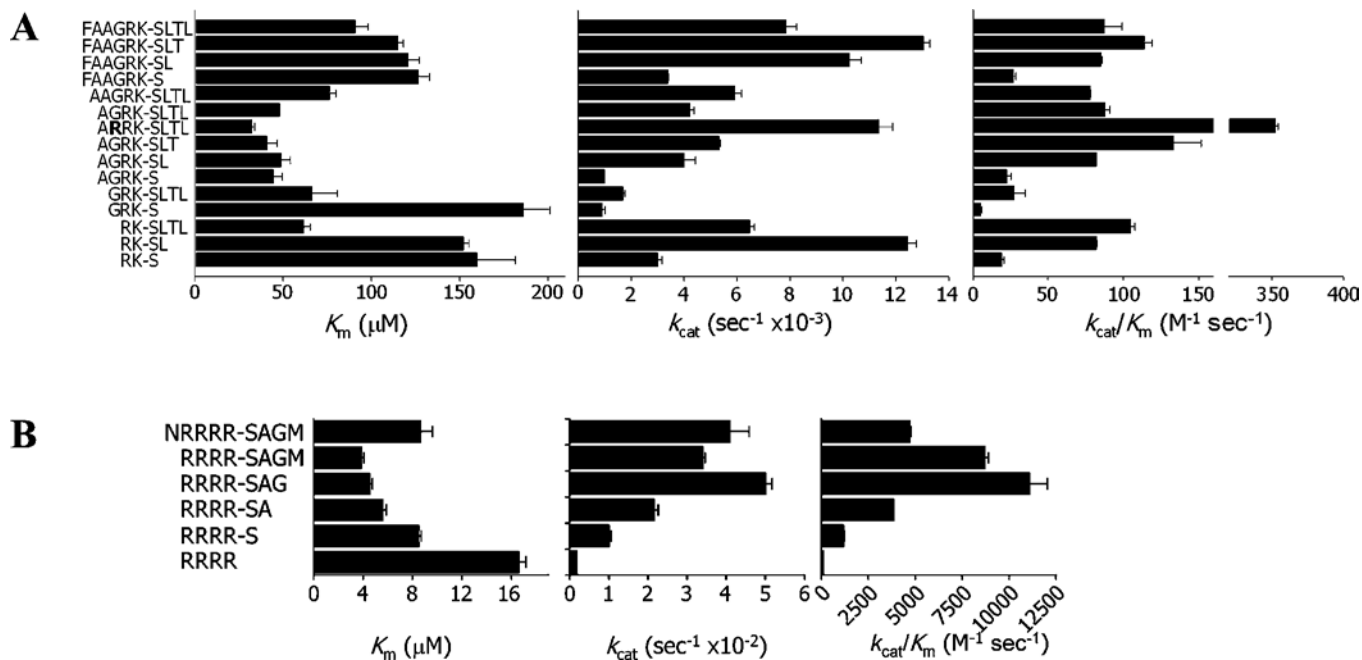 A
FAAGRK-SLTL
FAAGRK-SLT
FAAGRK-SL
FAAGRK-S
AAGRK-SLTL
AGRK-SLTL
ARRK-SLTL
AGRK-SLT
AGRK-SL
AGRK-S
GRK-SLTL
GRK-S
RK-SLTL
RK-SL
RK-S
0 50 100 150 200
Km (μM)
0 2 4 6 8 10 12 14
kcat (sec⁻¹ x10⁻³)
0 50 100 150 350 400
kcat/Km (M⁻¹ sec⁻¹)
B
NRRRR-SAGM
RRRR-SAGM
RRRR-SAG
RRRR-SA
RRRR-S
RRRR
0 4 8 12 16
Km (μM)
0 1 2 3 4 5 6
kcat (sec⁻¹ x10⁻²)
0 2500 5000 7500 10000 12500
kcat/Km (M⁻¹ sec⁻¹)